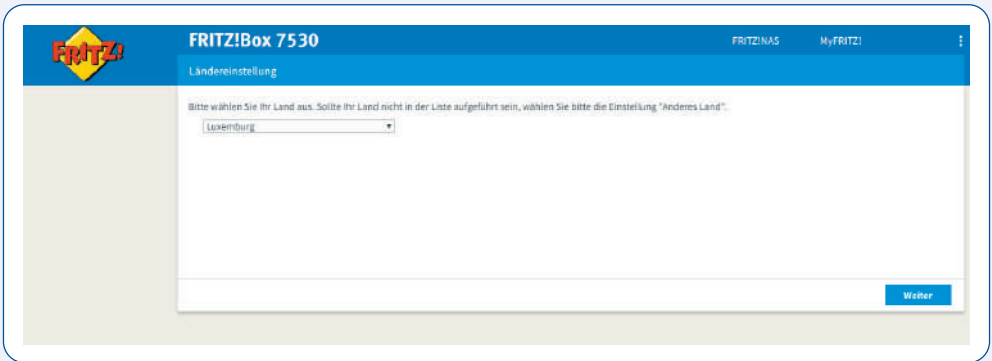 FRITZ!
FRITZ!Box 7530
FRITZ!NAS
MyFRITZ!
Ländereinstellung
Bitte wählen Sie Ihr Land aus. Sollte Ihr Land nicht in der Liste aufgeführt sein, wählen Sie bitte die Einstellung "Anderes Land".
Luxemburg
Weiter